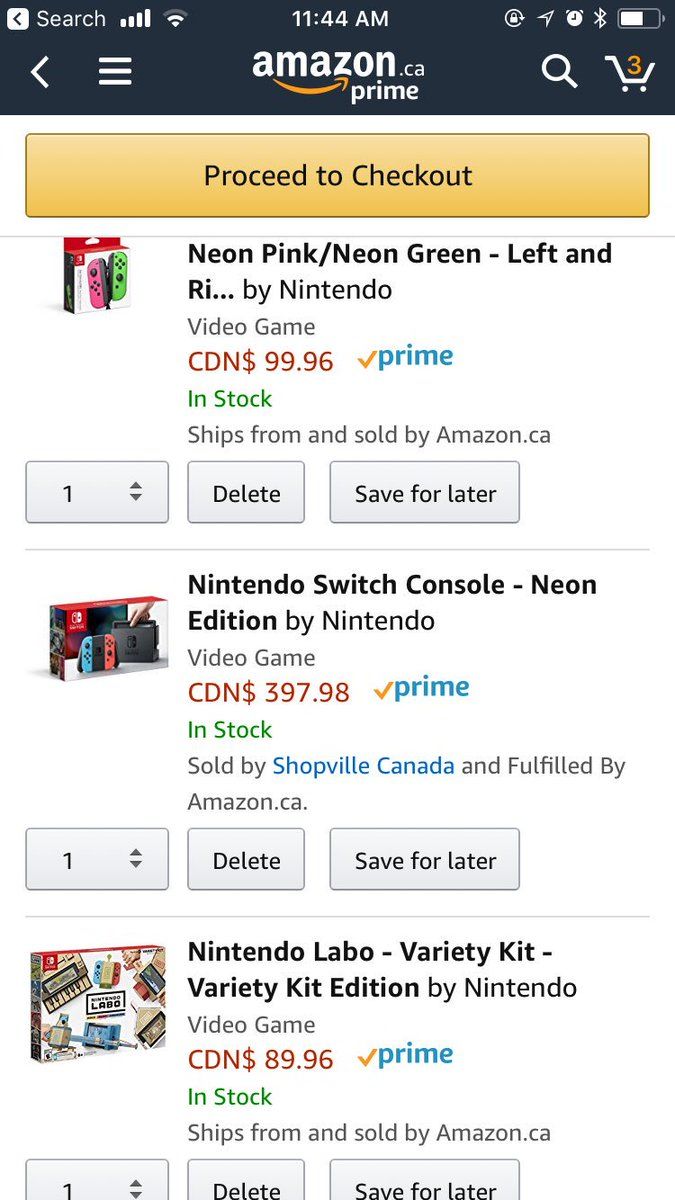 Search
11:44 AM
amazon.ca
prime
3
Proceed to Checkout
Neon Pink/Neon Green - Left and
Ri... by Nintendo
Video Game
CDN$ 99.96 prime
In Stock
Ships from and sold by Amazon.ca
1 Delete Save for later
Nintendo Switch Console - Neon
Edition by Nintendo
Video Game
CDN$ 397.98 prime
In Stock
Sold by Shopville Canada and Fulfilled By
Amazon.ca.
1 Delete Save for later
NINTENDO
LABO
Nintendo Labo - Variety Kit -
Variety Kit Edition by Nintendo
Video Game
CDN$ 89.96 prime
In Stock
Ships from and sold by Amazon.ca
1 Delete Save for later